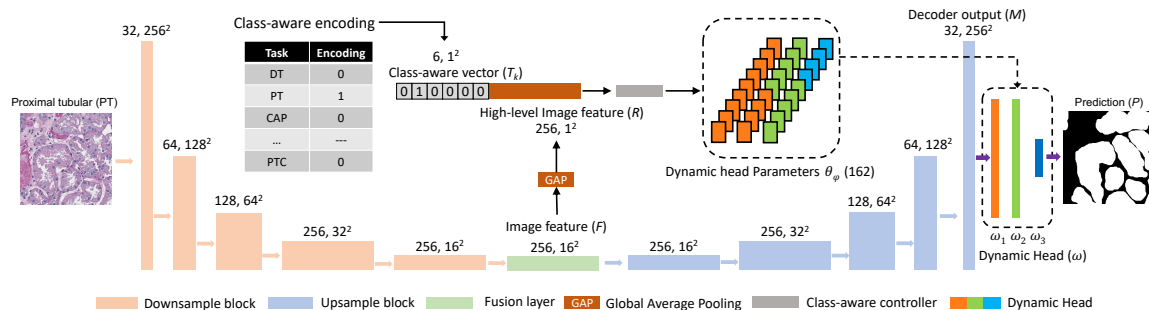 Class-aware encoding
Task Encoding
DT 0
PT 1
CAP 0
... ---
PTC 0
6, 1²
Class-aware vector (T_k)
0 1 0 0 0 0
High-level Image feature (R)
256, 1²
GAP
Image feature (F)
Dynamic head Parameters θ_φ (162)
Decoder output (M)
32, 256²
Proximal tubular (PT)
32, 256²
64, 128²
128, 64²
256, 32²
256, 16²
256, 16²
256, 16²
256, 32²
128, 64²
64, 128²
Prediction (P)
ω₁ ω₂ ω₃
Dynamic Head (ω)
Downsample block
Upsample block
Fusion layer
GAP Global Average Pooling
Class-aware controller
Dynamic Head